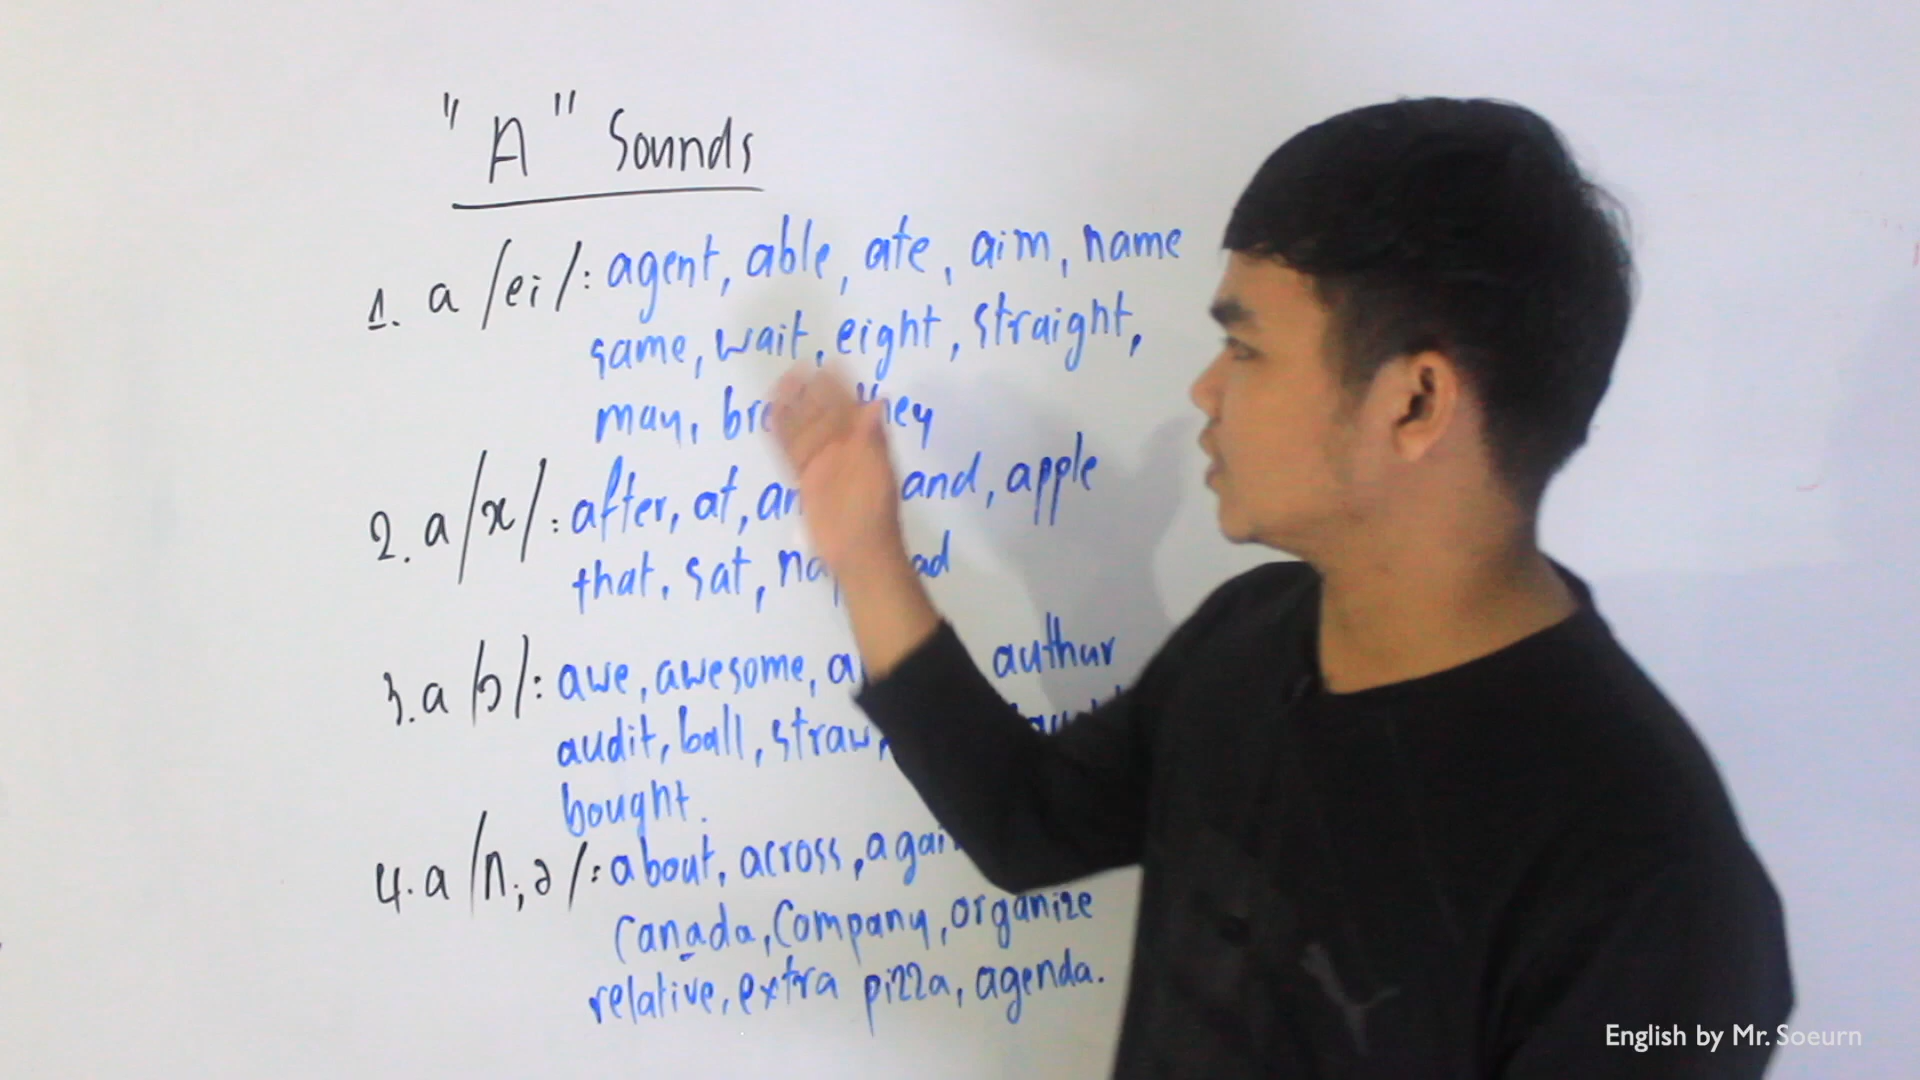 "A" Sounds
1. a /ei/: agent, able, ate, aim, name
same, wait, eight, straight,
may, they
2. a /æ/: after, at, and, apple
that, sat,
3. a /ɔ/: awe, awesome, authur
audit, ball, straw,
bought.
4. a /ʌ, ə/: about, across, again
Canada, Company, organize
relative, extra pizza, agenda.
English by Mr. Soeurn